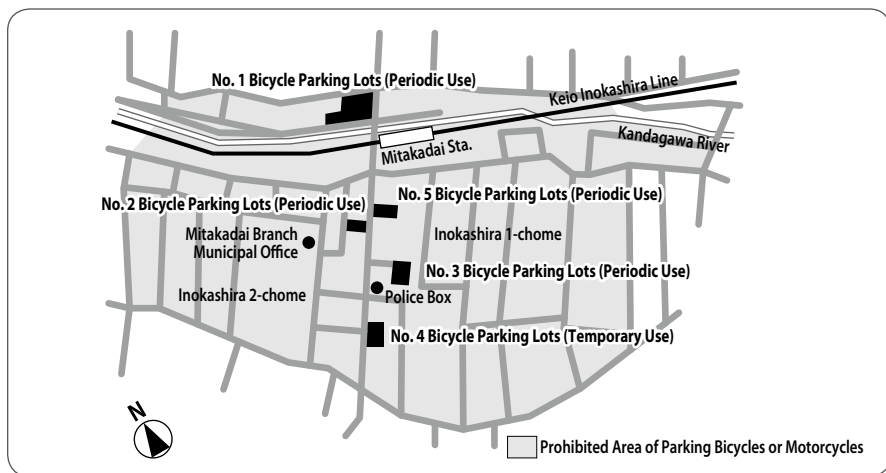 No. 1 Bicycle Parking Lots (Periodic Use)
Keio Inokashira Line
Kandagawa River
Mitakadai Sta.
No. 5 Bicycle Parking Lots (Periodic Use)
No. 2 Bicycle Parking Lots (Periodic Use)
Mitakadai Branch
Municipal Office
Inokashira 1-chome
No. 3 Bicycle Parking Lots (Periodic Use)
Inokashira 2-chome
Police Box
No. 4 Bicycle Parking Lots (Temporary Use)
N
Prohibited Area of Parking Bicycles or Motorcycles